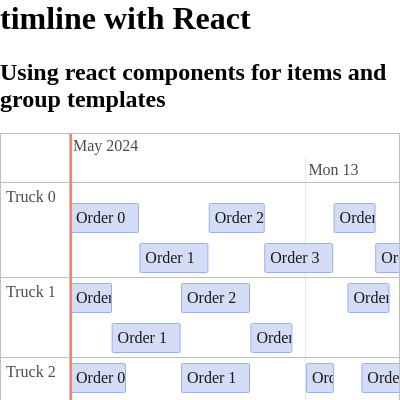 timline with React
Using react components for items and
group templates
May 2024
Mon 13
Truck 0
Order 0
Order 2
Order
Order 1
Order 3
Or
Truck 1
Order
Order 2
Order
Order 1
Order
Truck 2
Order 0
Order 1
Ord
Orde